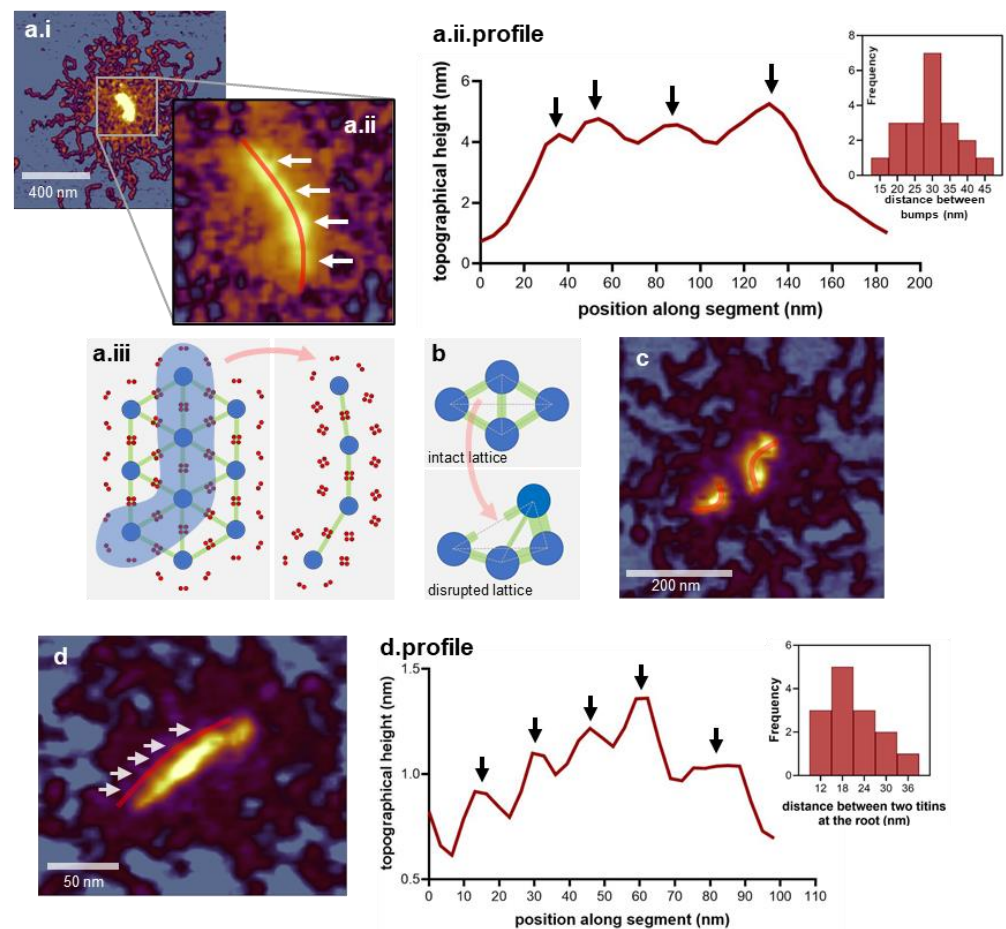 a.i
400 nm
a.ii
a.ii.profile
topographical height (nm)
6
4
2
0
0 20 40 60 80 100 120 140 160 180 200
position along segment (nm)
Frequency
8
6
4
2
0
15 20 25 30 35 40 45
distance between
bumps (nm)
a.iii
b
intact lattice
disrupted lattice
c
200 nm
d
50 nm
d.profile
topographical height (nm)
1.5
1.0
0.5
0 10 20 30 40 50 60 70 80 90 100 110
position along segment (nm)
Frequency
6
4
2
0
12 18 24 30 36
distance between two titins
at the root (nm)